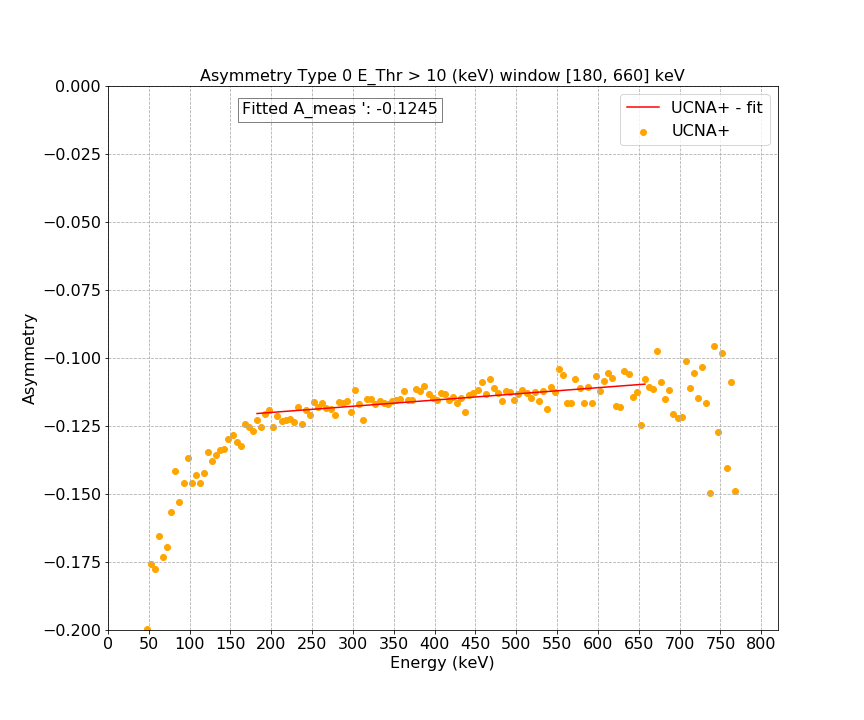 Asymmetry Type 0 E_Thr > 10 (keV) window [180, 660] keV
Fitted A_meas ': -0.1245
UCNA+ - fit
UCNA+
Asymmetry
0.000
−0.025
−0.050
−0.075
−0.100
−0.125
−0.150
−0.175
−0.200
0 50 100 150 200 250 300 350 400 450 500 550 600 650 700 750 800
Energy (keV)